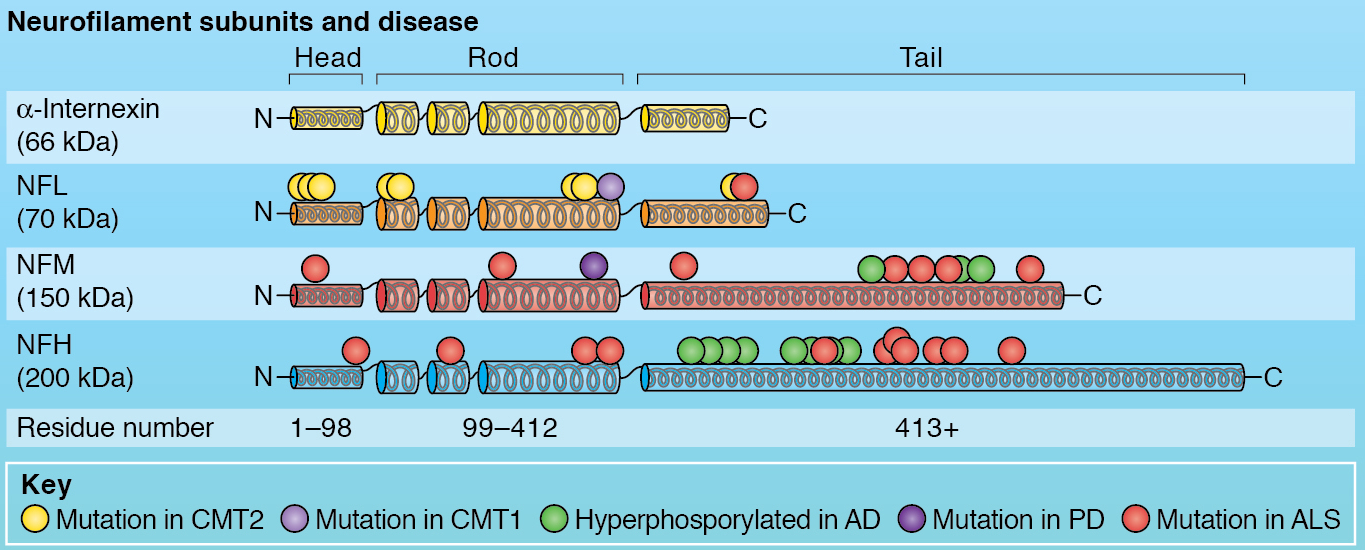 Neurofilament subunits and disease
Head Rod Tail
α-Internexin
(66 kDa)
N C
NFL
(70 kDa)
N C
NFM
(150 kDa)
N C
NFH
(200 kDa)
N C
Residue number 1–98 99–412 413+
Key
Mutation in CMT2 Mutation in CMT1 Hyperphosporylated in AD Mutation in PD Mutation in ALS